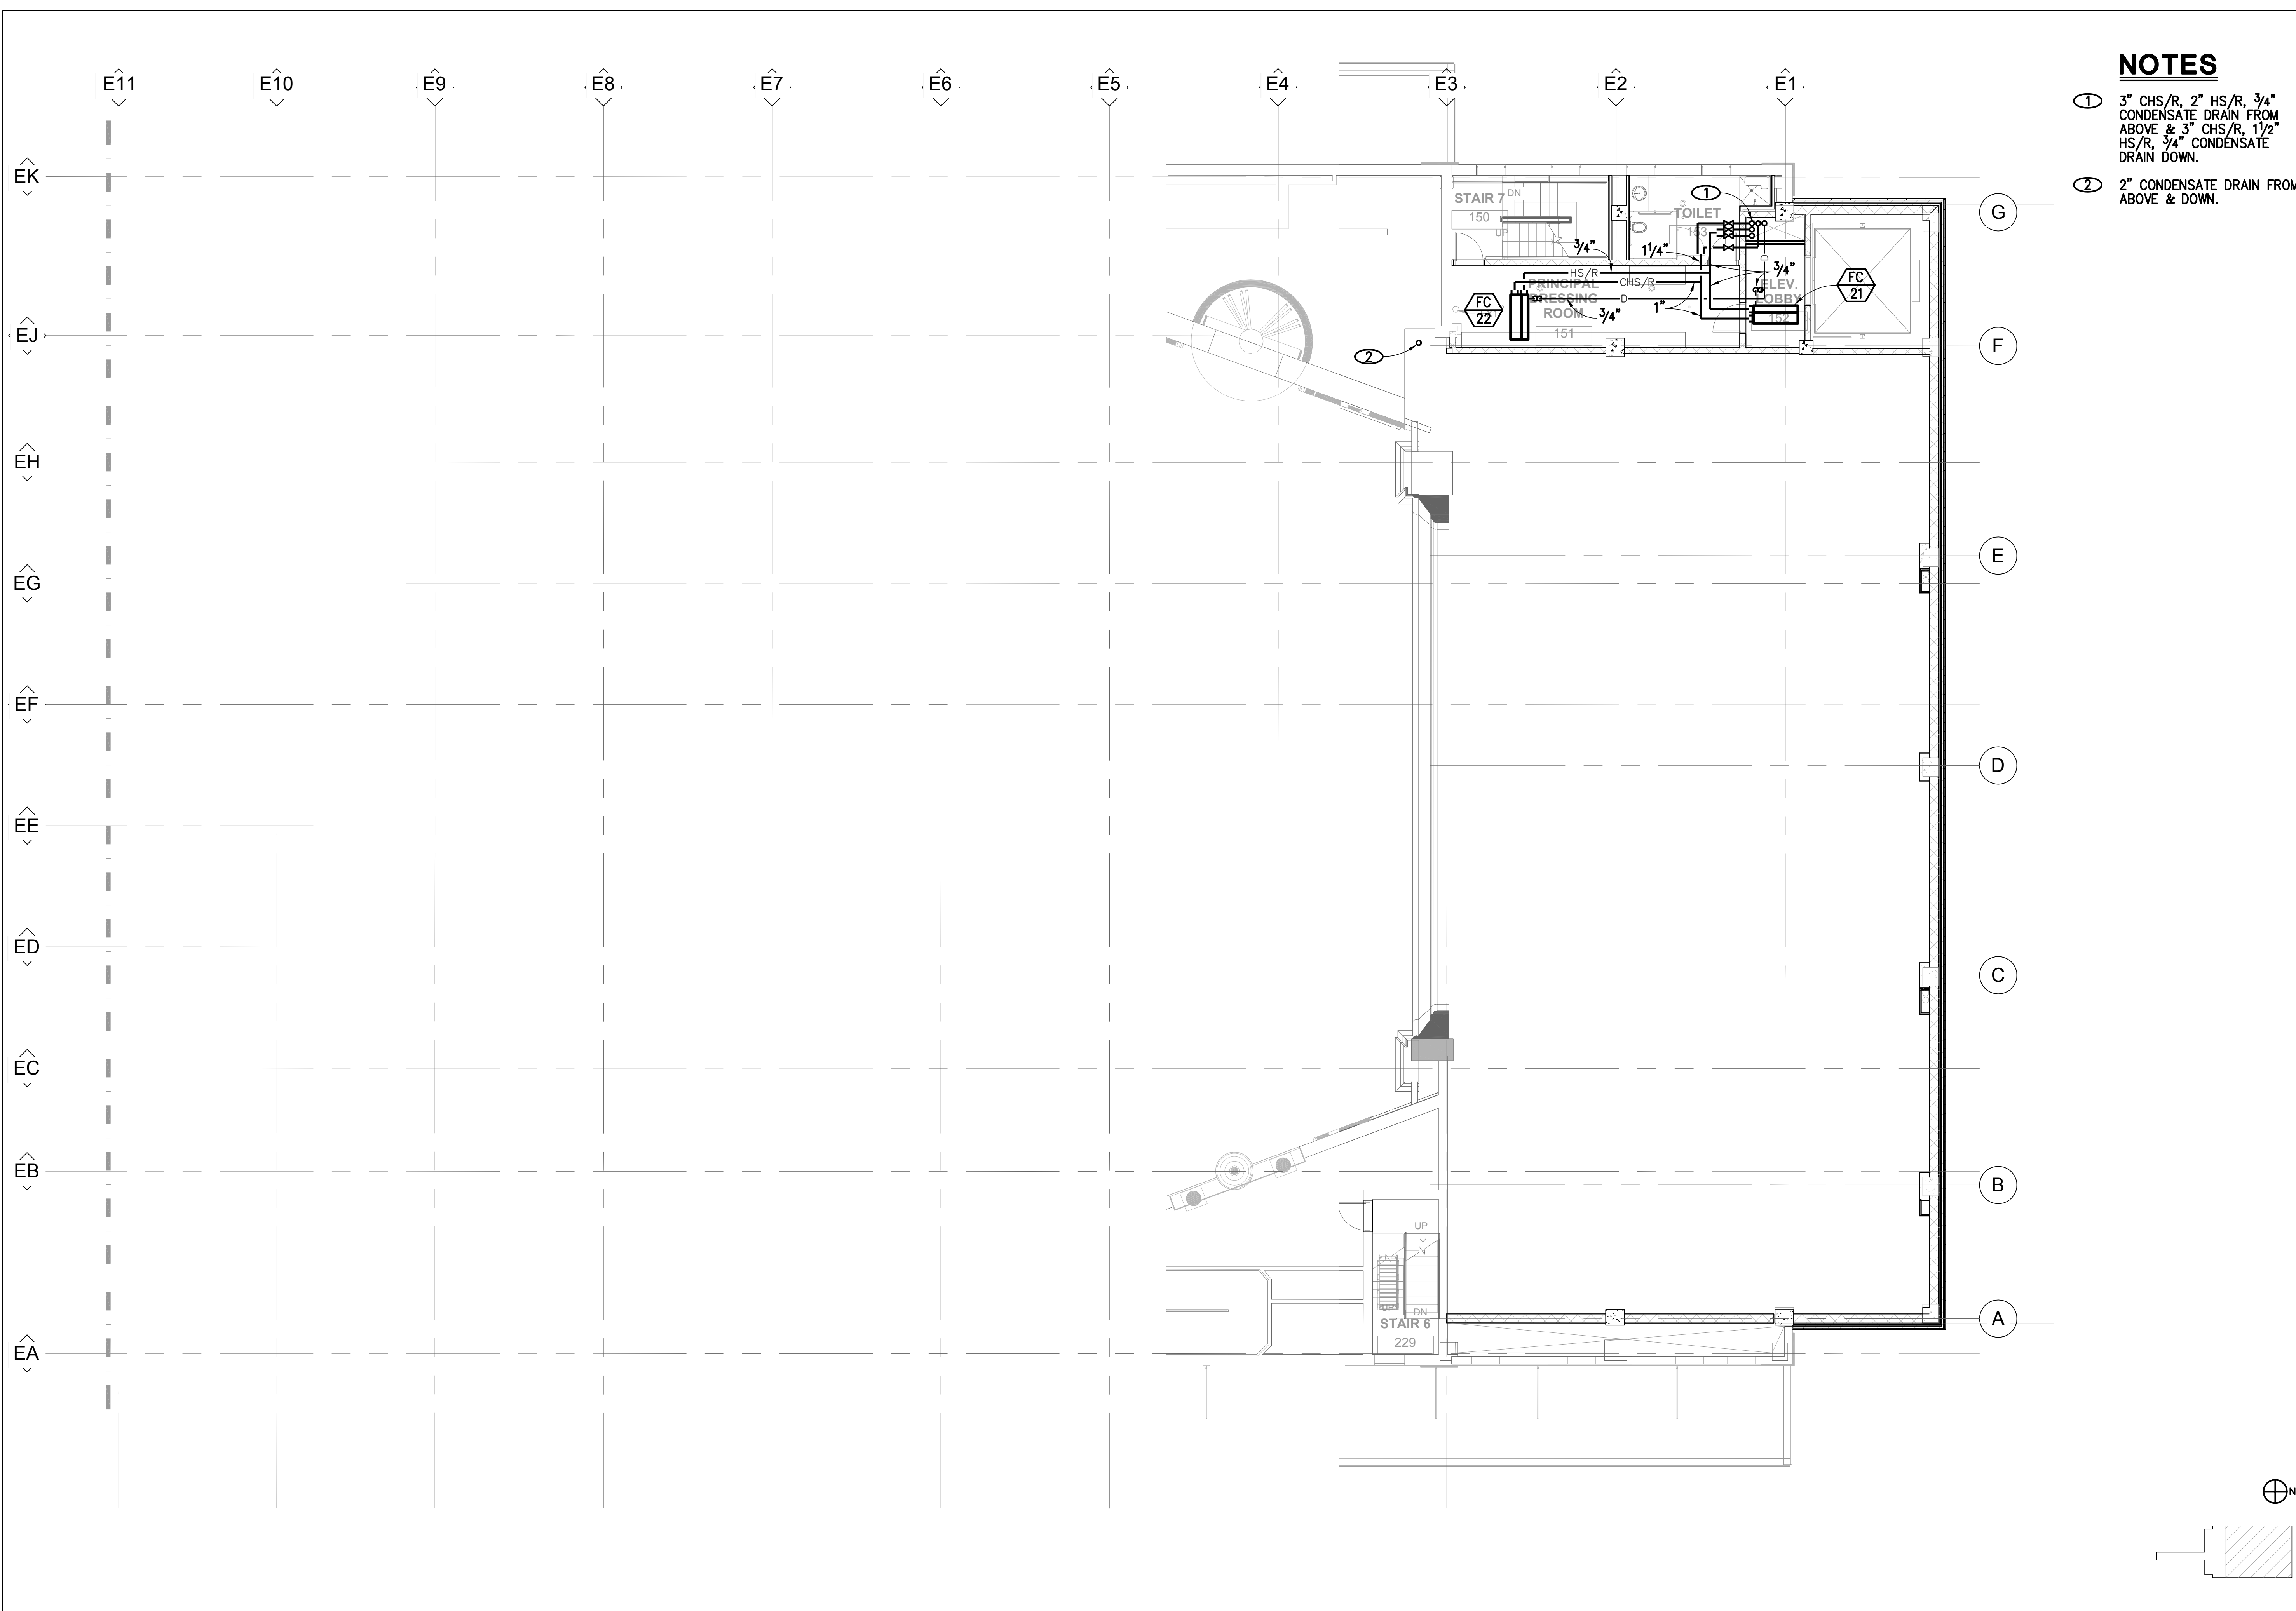 E11
E10
E9
E8
E7
E6
E5
E4
E3
E2
E1
NOTES
1 3" CHS/R, 2" HS/R, 3/4"
CONDENSATE DRAIN FROM
ABOVE & 3" CHS/R, 1 1/2"
HS/R, 3/4" CONDENSATE
DRAIN DOWN.
2 2" CONDENSATE DRAIN FROM
ABOVE & DOWN.
EK
EJ
EH
EG
EF
EE
ED
EC
EB
EA
G
F
E
D
C
B
A
STAIR 7
150
DN
UP
1
TOILET
153
3/4"
1 1/4"
3/4"
HS/R
CHS/R
D
D
PRINCIPAL
DRESSING
ROOM
151
3/4"
1"
FC
22
ELEV.
LOBBY
152
FC
21
2
UP
UP
DN
STAIR 6
229
N